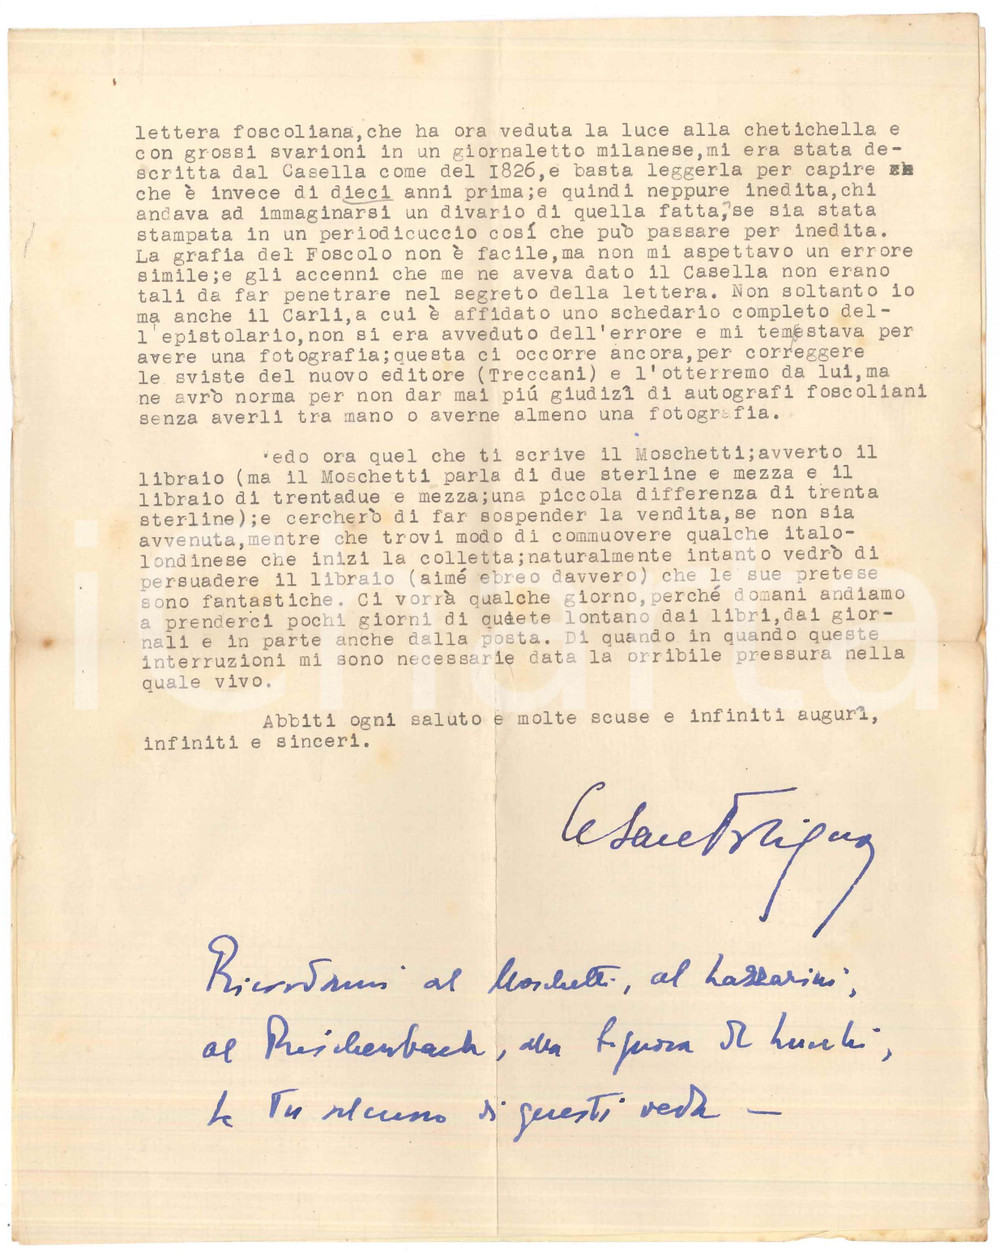 lettera foscoliana,che ha ora veduta la luce alla chetichella e
con grossi svarioni in un giornaletto milanese,mi era stata de-
scritta dal Casella come del 1826,e basta leggerla per capire
che è invece di dieci anni prima;e quindi neppure inedita,chi
andava ad immaginarsi un divario di quella fatta,se sia stata
stampata in un periodicuccio cosí che può passare per inedita.
La grafia del Foscolo non è facile,ma non mi aspettavo un errore
simile;e gli accenni che me ne aveva dato il Casella non erano
tali da far penetrare nel segreto della lettera. Non soltanto io
ma anche il Carli,a cui è affidato uno schedario completo del-
l'epistolario,non si era avveduto dell'errore e mi tempestava per
avere una fotografia;questa ci occorre ancora,per correggere
le sviste del nuovo editore (Treccani) e l'otterremo da lui,ma
ne avrò norma per non dar mai piú giudizî di autografi foscoliani
senza averli tra mano o averne almeno una fotografia.
edo ora quel che ti scrive il Moschetti;avverto il
libraio (ma il Moschetti parla di due sterline e mezza e il
libraio di trentadue e mezza;una piccola differenza di trenta
sterline);e cercherò di far sospender la vendita,se non sia
avvenuta,mentre che trovi modo di commuovere qualche italo-
londinese che inizi la colletta;naturalmente intanto vedrò di
persuadere il libraio (aimé ebreo davvero) che le sue pretese
sono fantastiche. Ci vorrà qualche giorno,perché domani andiamo
a prenderci pochi giorni di quiete lontano dai libri,dai gior-
nali e in parte anche dalla posta. Di quando in quando queste
interruzioni mi sono necessarie data la orribile pressura nella
quale vivo.
Abbiti ogni saluto e molte scuse e infiniti augurî,
infiniti e sinceri.
Cesare Foligno
Ricordami al Moschetti, al Lazzarini,
al Reichenbach, alla Signora De Lucchi,
se tu alcuno di questi veda —